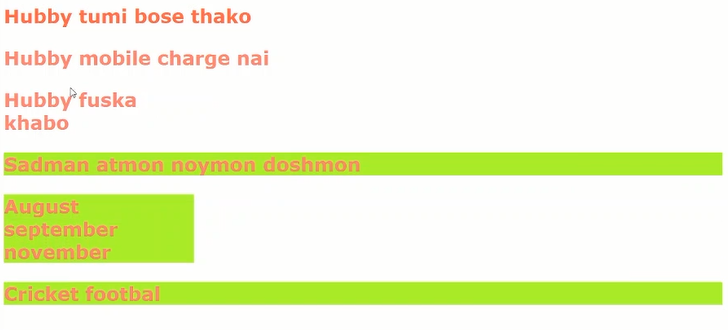 Hubby tumi bose thako
Hubby mobile charge nai
Hubby fuska
khabo
Sadman atmon noymon doshmon
August
september
november
Cricket footbal